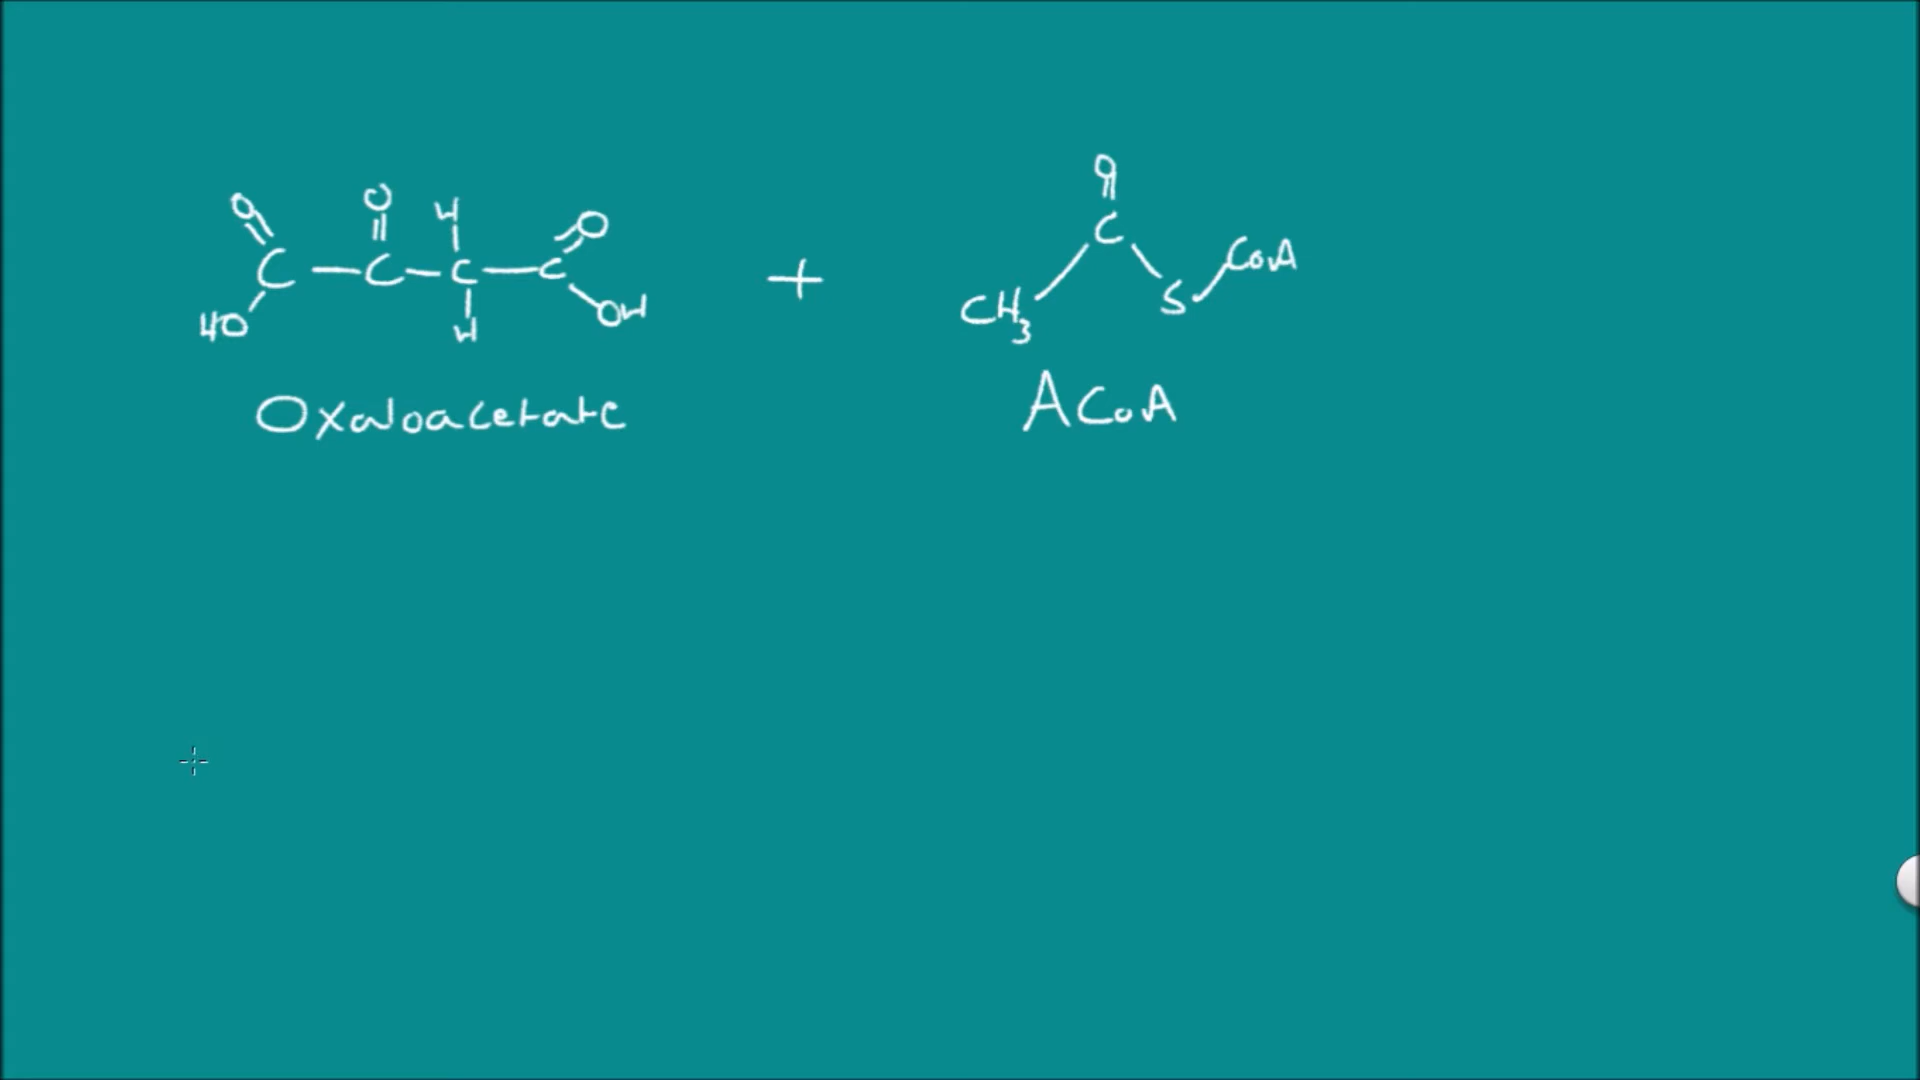 O O H O
C — C — C — C
HO H OH
+
O
C
CH3 S CoA
Oxaloacetate
ACoA